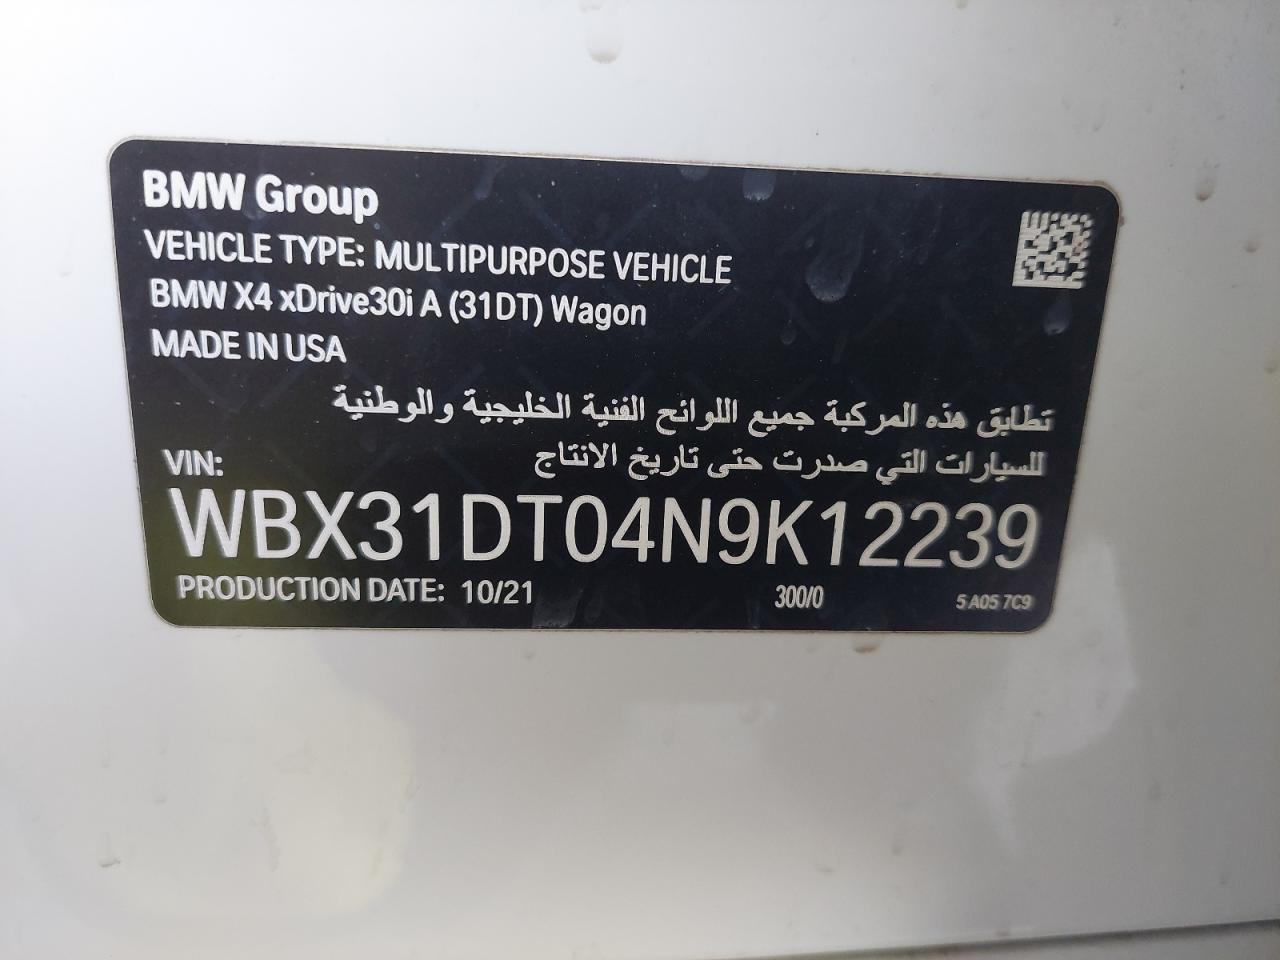 BMW Group
VEHICLE TYPE: MULTIPURPOSE VEHICLE
BMW X4 xDrive30i A (31DT) Wagon
MADE IN USA
تطابق هذه المركبة جميع اللوائح الفنية الخليجية والوطنية
للسيارات التي صدرت حتى تاريخ الانتاج
VIN:
WBX31DT04N9K12239
PRODUCTION DATE: 10/21 300/0 5 A05 7C9